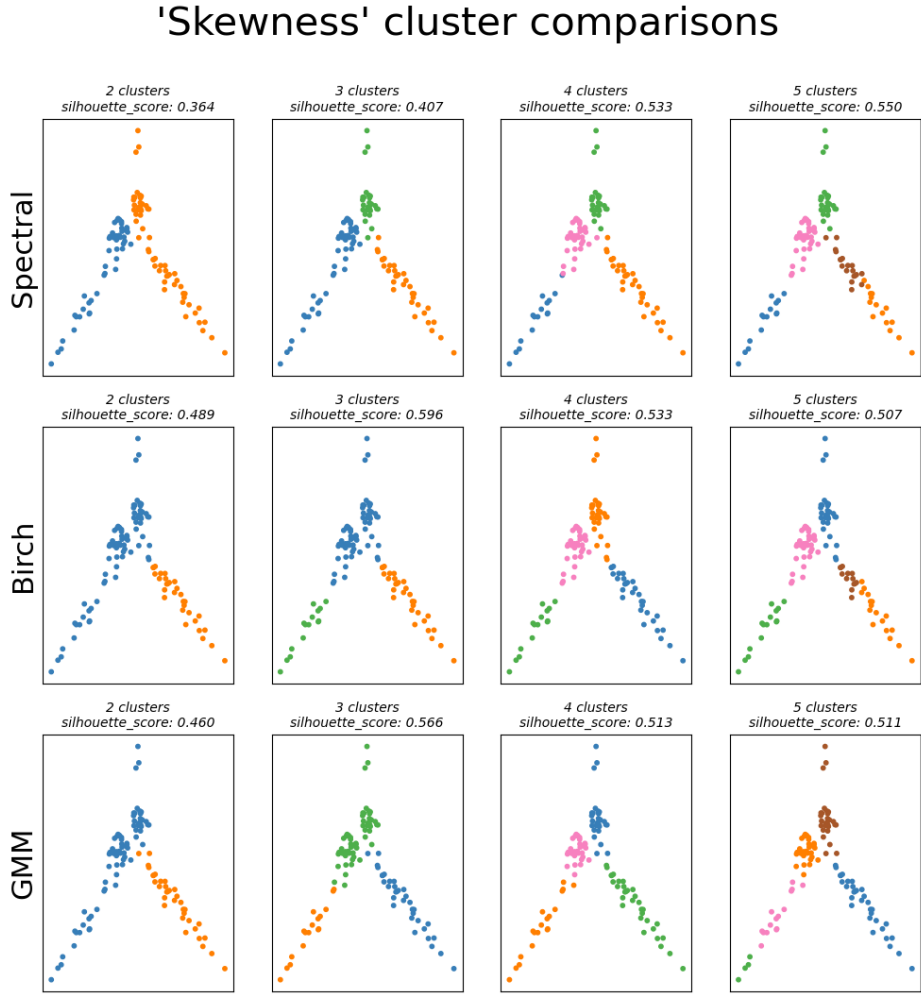 'Skewness' cluster comparisons
2 clusters
silhouette_score: 0.364
3 clusters
silhouette_score: 0.407
4 clusters
silhouette_score: 0.533
5 clusters
silhouette_score: 0.550
Spectral
2 clusters
silhouette_score: 0.489
3 clusters
silhouette_score: 0.596
4 clusters
silhouette_score: 0.533
5 clusters
silhouette_score: 0.507
Birch
2 clusters
silhouette_score: 0.460
3 clusters
silhouette_score: 0.566
4 clusters
silhouette_score: 0.513
5 clusters
silhouette_score: 0.511
GMM